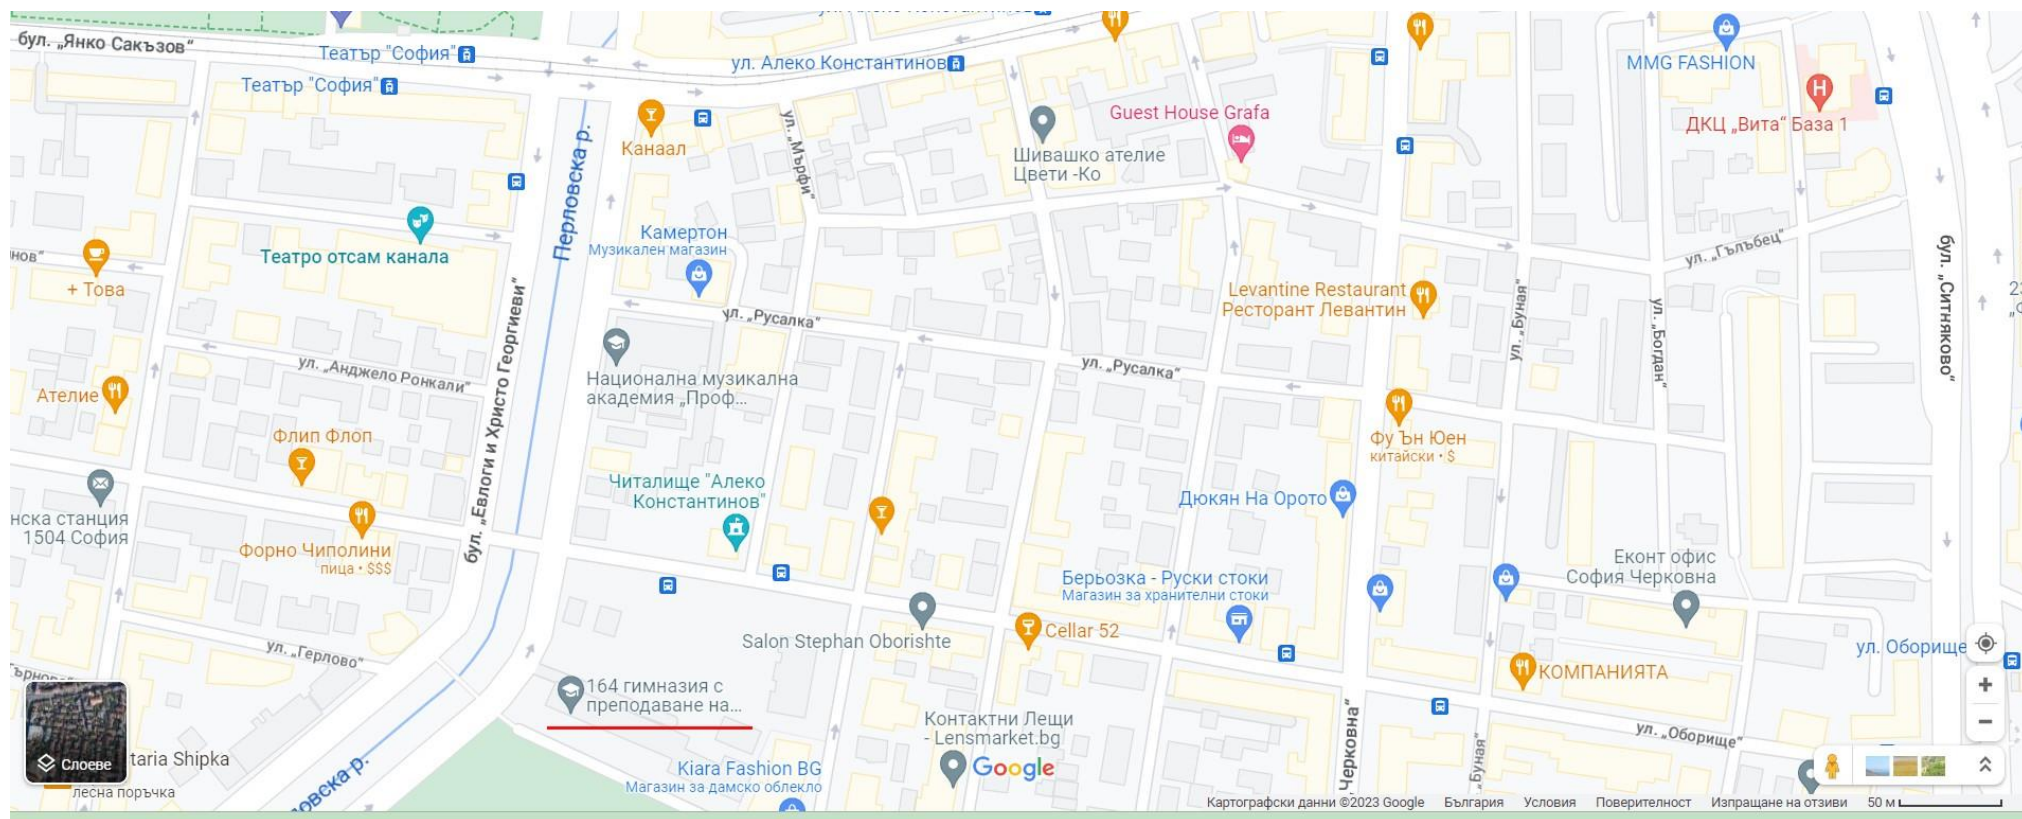 бул. „Янко Сакъзов“
Театър "София"
Театър "София"
ул. Алеко Константинов
MMG FASHION
ДКЦ „Вита“ База 1
Guest House Grafa
Канаал
Перловска р.
ул. „Мърфи“
Шивашко ателие
Цвети -Ко
Театро отсам канала
Камертон
Музикален магазин
нов“
+ Това
ул. „Гълъбец“
бул. „Ситняково“
Levantine Restaurant
Ресторант Левантин
ул. „Буная“
ул. „Богдан“
ул. „Русалка“
ул. „Русалка“
ул. „Анджело Ронкали“
бул. „Евлоги и Христо Георгиеви“
Национална музикална
академия „Проф...
Ателие
Флип Флоп
Фу Ън Юен
китайски • $
Читалище "Алеко
Константинов"
Дюкян На Орото
нска станция
1504 София
Форно Чиполини
пица • $$$
Еконт офис
София Черковна
Берьозка - Руски стоки
Магазин за хранителни стоки
Salon Stephan Oborishte
Cellar 52
ул. Оборище
ул. „Герлово“
КОМПАНИЯТА
164 гимназия с
преподаване на...
Контактни Лещи
- Lensmarket.bg
Черковна“
„Буная“
ул. „Оборище“
Слоеве
taria Shipka
лесна поръчка
овска р.
Kiara Fashion BG
Магазин за дамско облекло
Google
Картографски данни ©2023 Google България Условия Поверителност Изпращане на отзиви 50 м